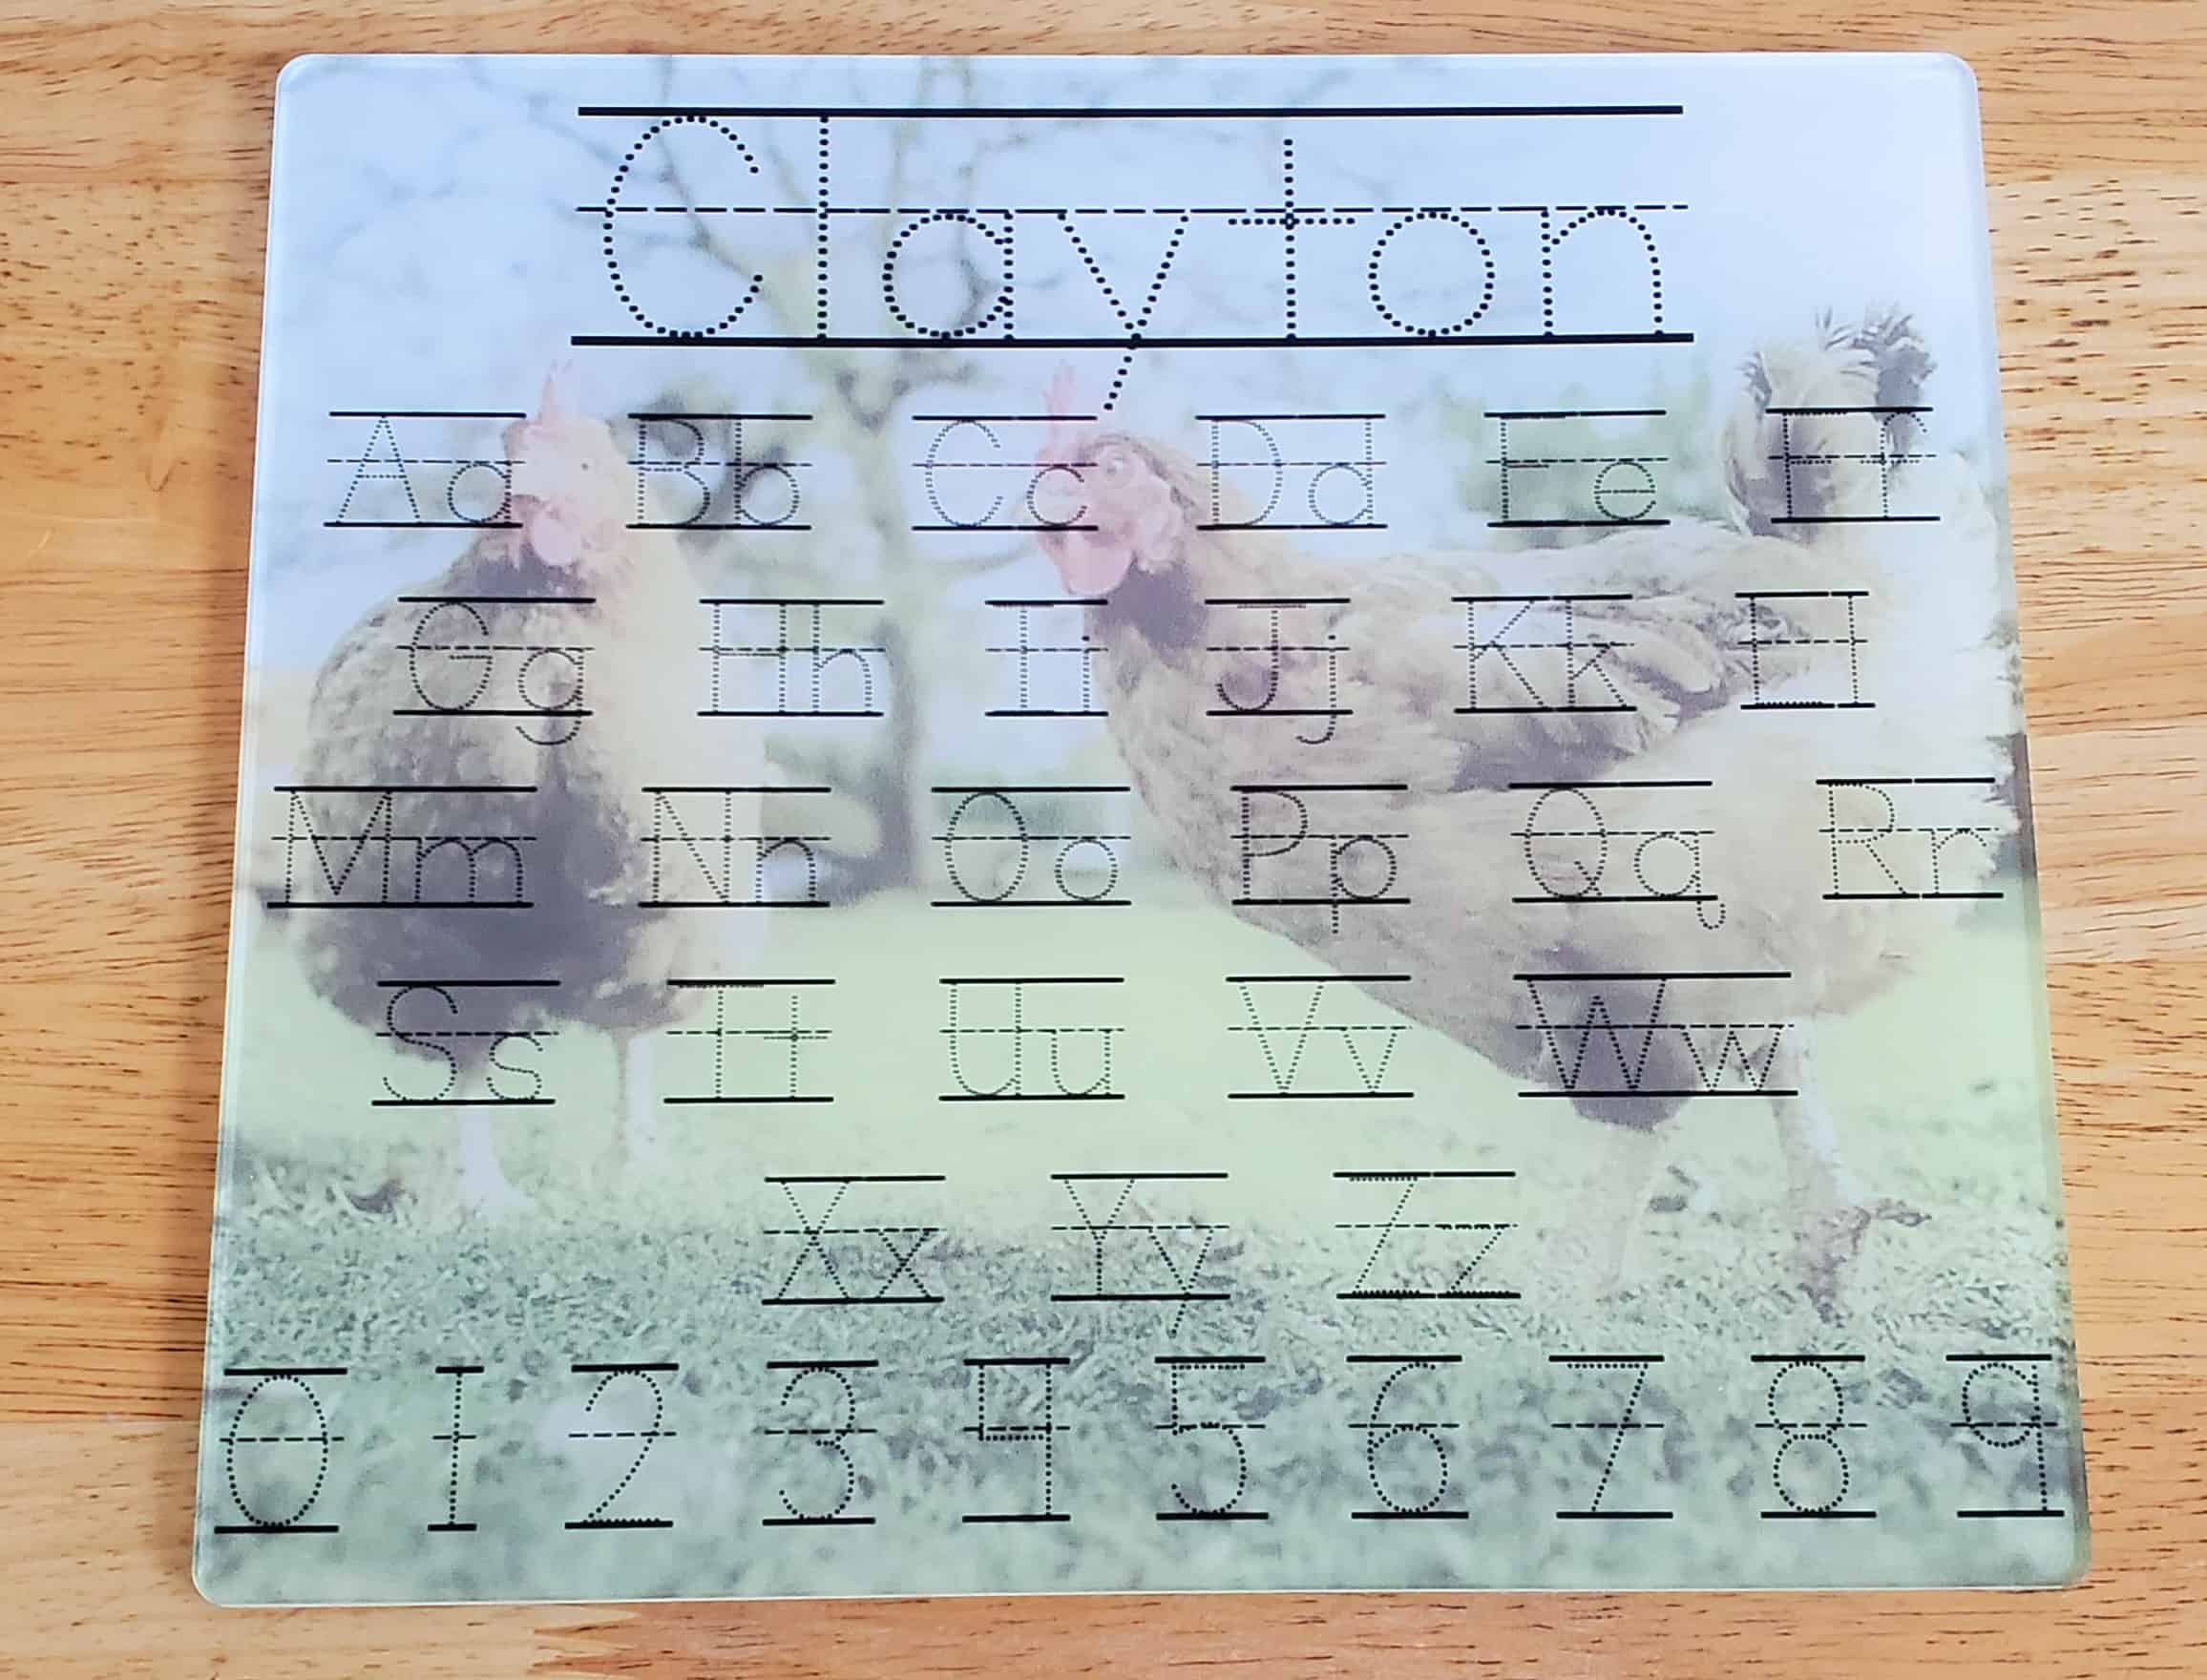 Clayton
Aa Bb Cc Dd Ee Ff
Gg Hh Ii Jj Kk Ll
Mm Nn Oo Pp Qq Rr
Ss Tt Uu Vv Ww
Xx Yy Zz
0 1 2 3 4 5 6 7 8 9